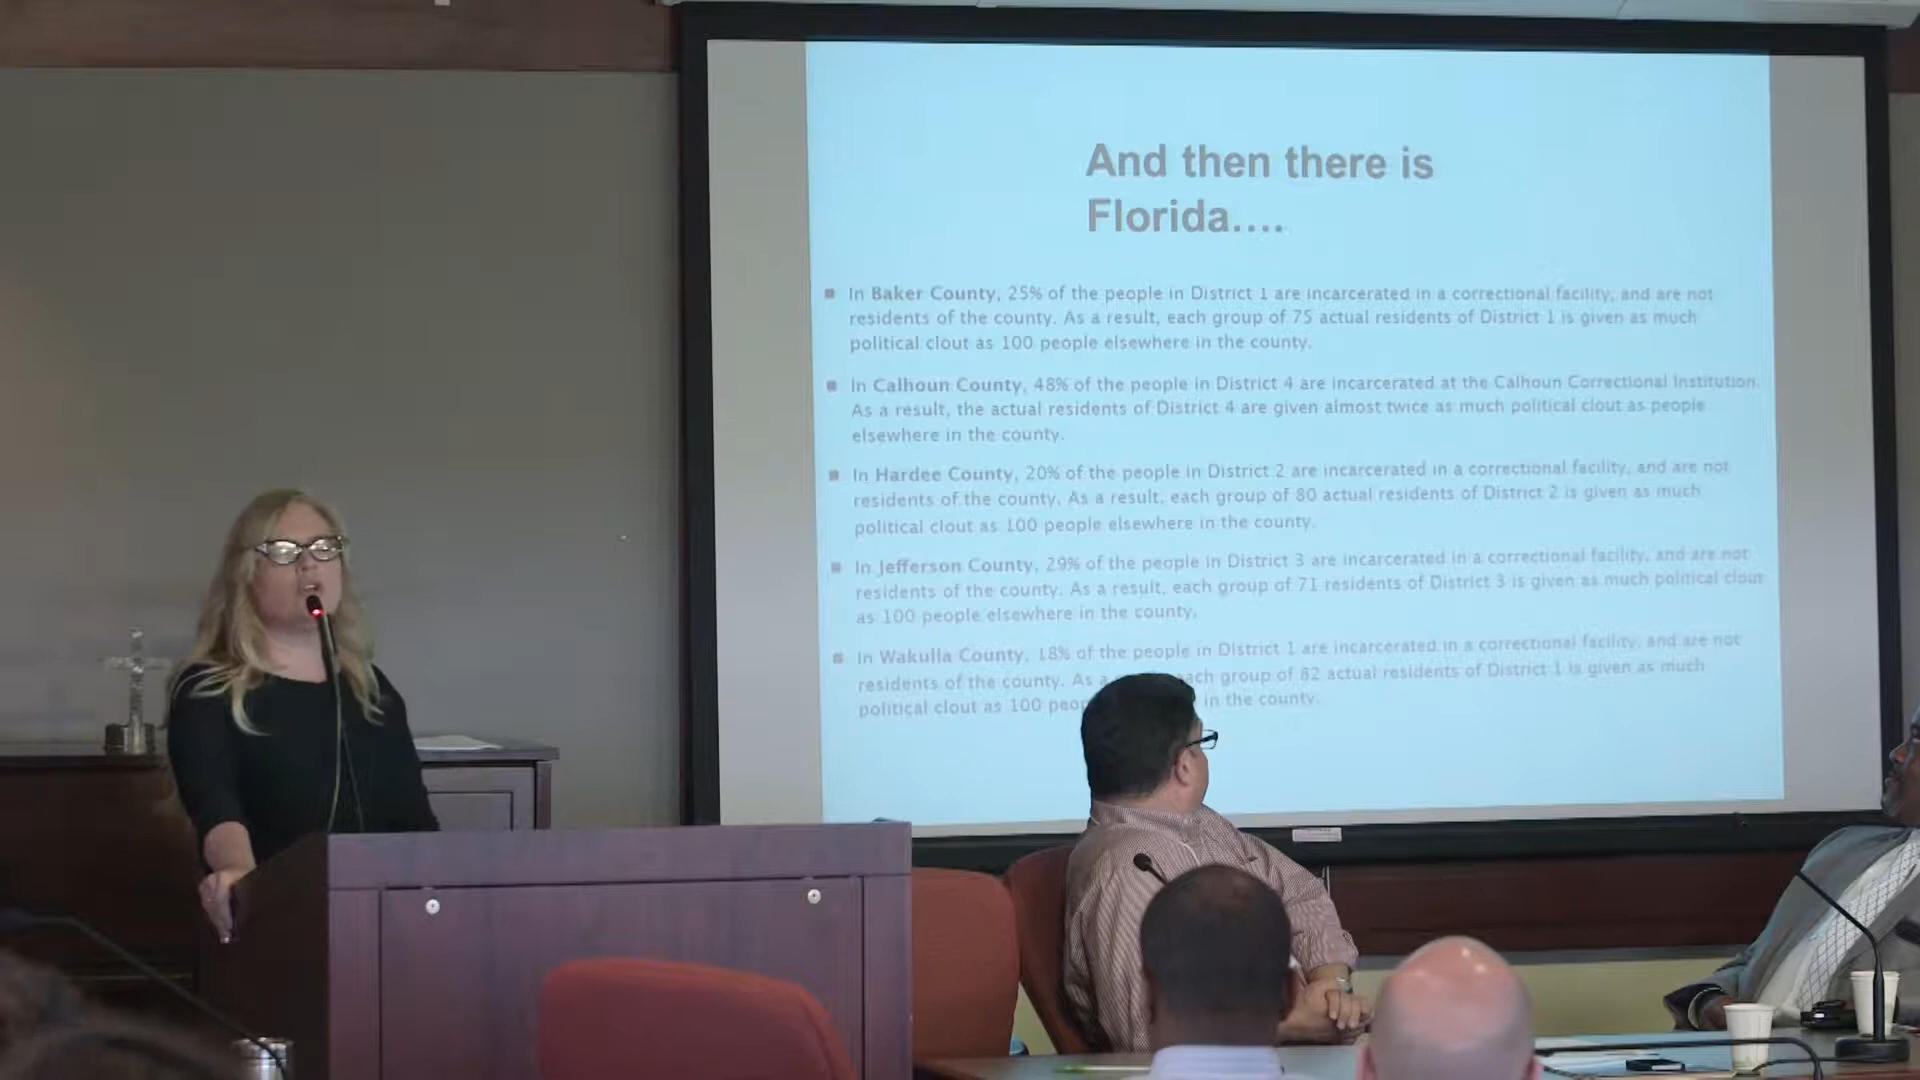 And then there is
Florida....
In Baker County, 25% of the people in District 1 are incarcerated in a correctional facility, and are not
residents of the county. As a result, each group of 75 actual residents of District 1 is given as much
political clout as 100 people elsewhere in the county.
In Calhoun County, 48% of the people in District 4 are incarcerated at the Calhoun Correctional Institution.
As a result, the actual residents of District 4 are given almost twice as much political clout as people
elsewhere in the county.
In Hardee County, 20% of the people in District 2 are incarcerated in a correctional facility, and are not
residents of the county. As a result, each group of 80 actual residents of District 2 is given as much
political clout as 100 people elsewhere in the county.
In Jefferson County, 29% of the people in District 3 are incarcerated in a correctional facility, and are not
residents of the county. As a result, each group of 71 residents of District 3 is given as much political clout
as 100 people elsewhere in the county.
In Wakulla County, 18% of the people in District 1 are incarcerated in a correctional facility, and are not
residents of the county. As a group of 82 actual residents of District 1 is given as much
political clout as 100 in the county.